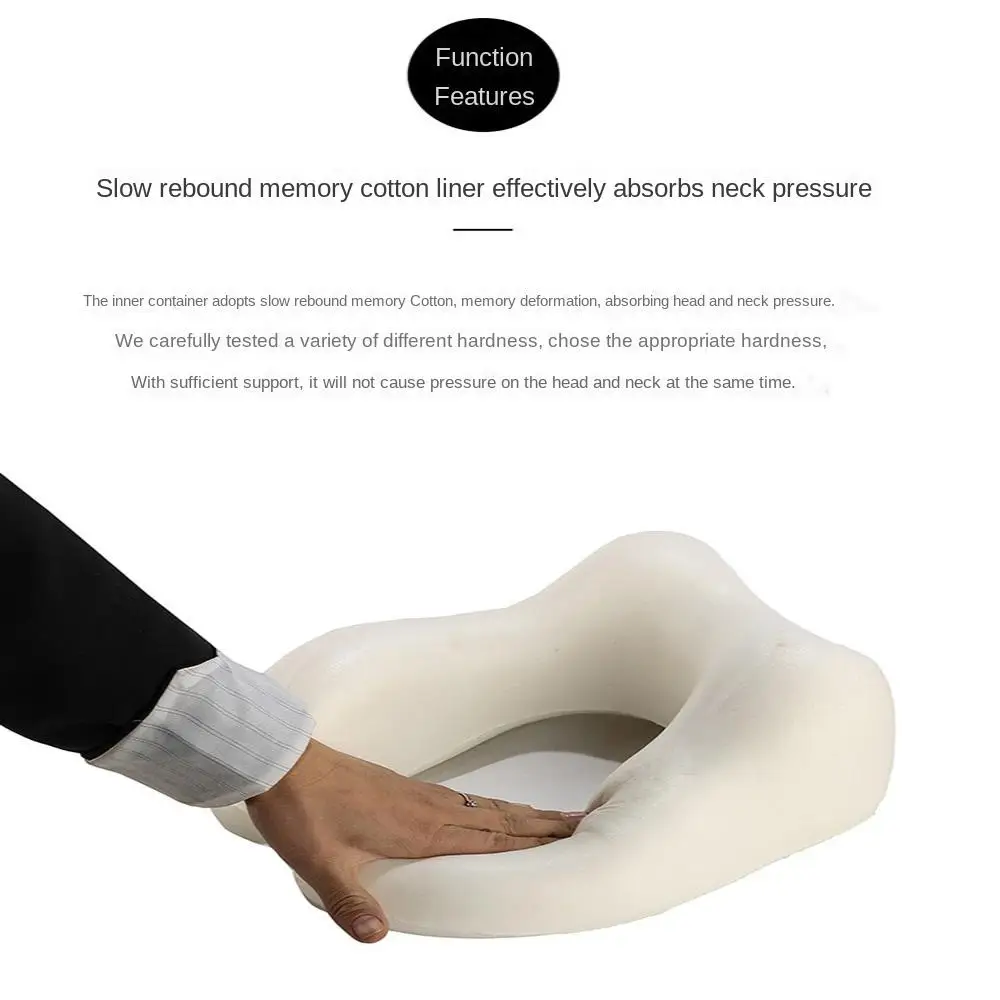 Function
Features
Slow rebound memory cotton liner effectively absorbs neck pressure
The inner container adopts slow rebound memory Cotton, memory deformation, absorbing head and neck pressure.
We carefully tested a variety of different hardness, chose the appropriate hardness,
With sufficient support, it will not cause pressure on the head and neck at the same time.